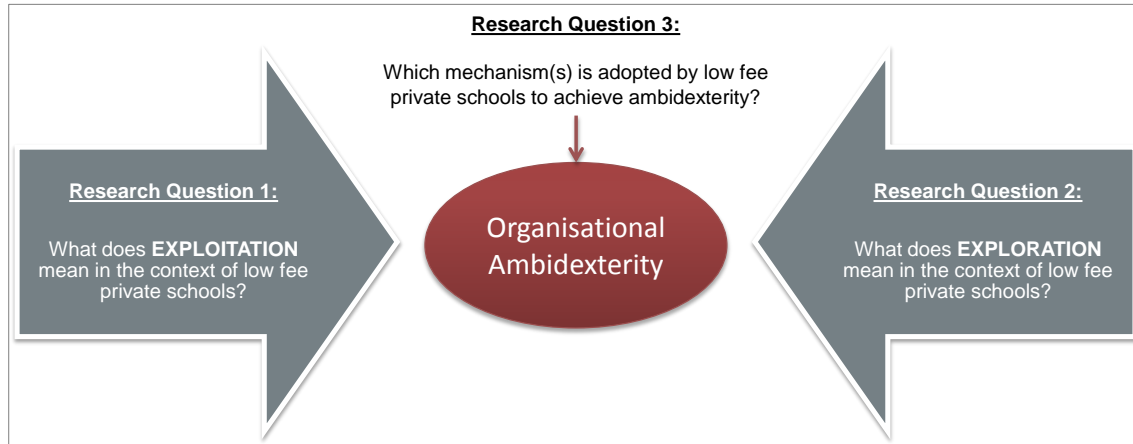 Research Question 3:
Which mechanism(s) is adopted by low fee
private schools to achieve ambidexterity?
Research Question 1:
What does EXPLOITATION
mean in the context of low fee
private schools?
Organisational
Ambidexterity
Research Question 2:
What does EXPLORATION
mean in the context of low fee
private schools?